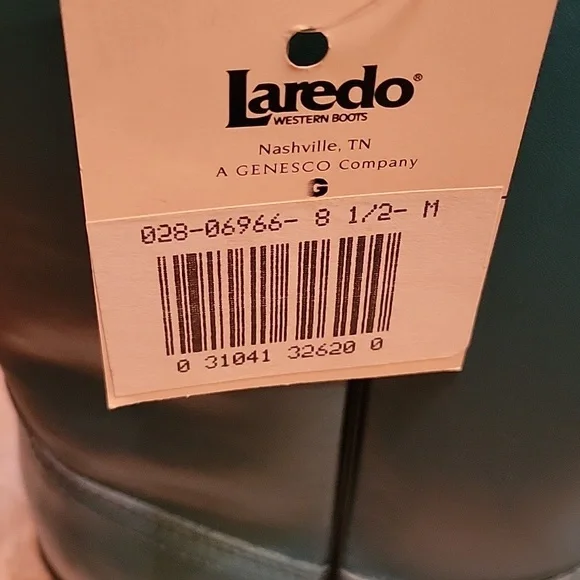 Laredo®
WESTERN BOOTS
Nashville, TN
A GENESCO Company
G
028-06966- 8 1/2- M
0 31041 32620 0